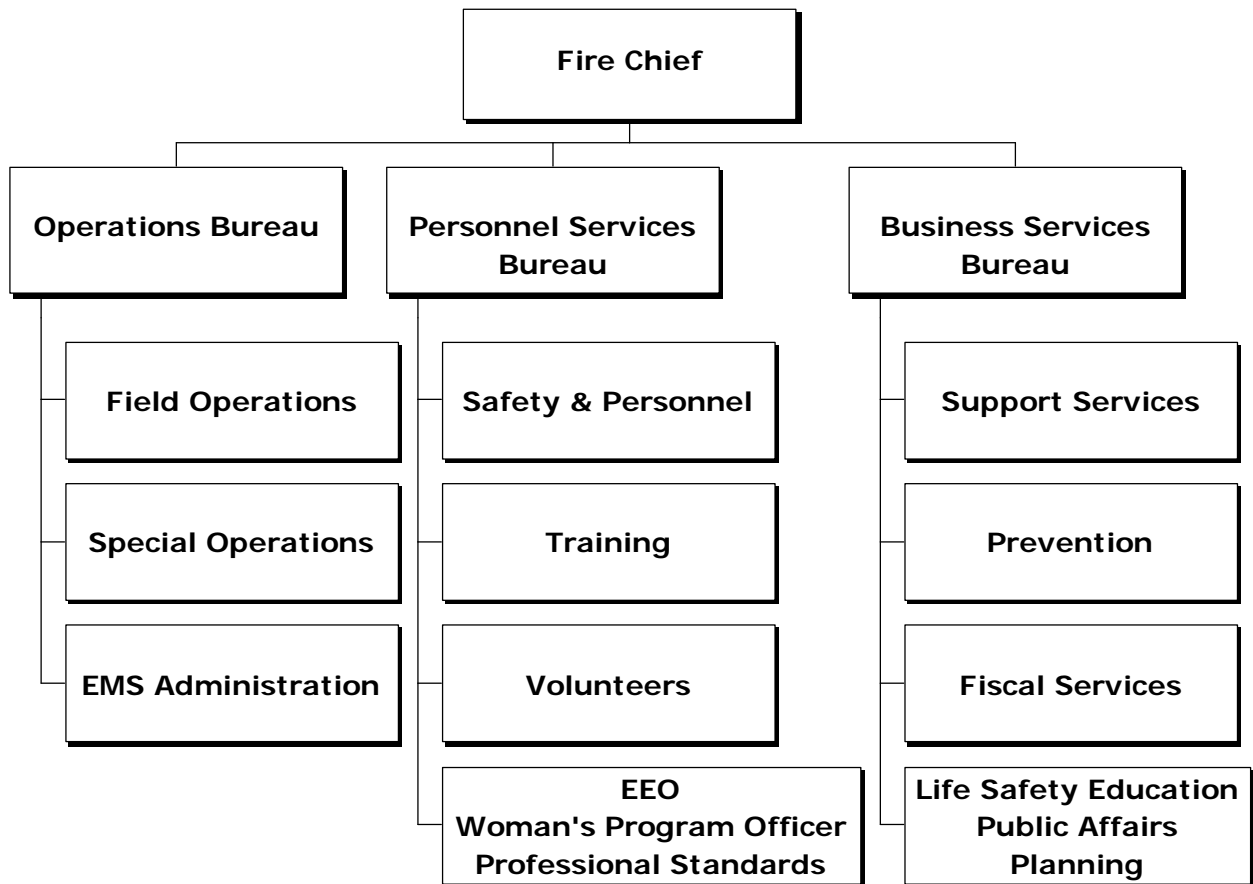 Fire Chief
Operations Bureau
Personnel Services
Bureau
Business Services
Bureau
Field Operations
Safety & Personnel
Support Services
Special Operations
Training
Prevention
EMS Administration
Volunteers
Fiscal Services
EEO
Woman's Program Officer
Professional Standards
Life Safety Education
Public Affairs
Planning